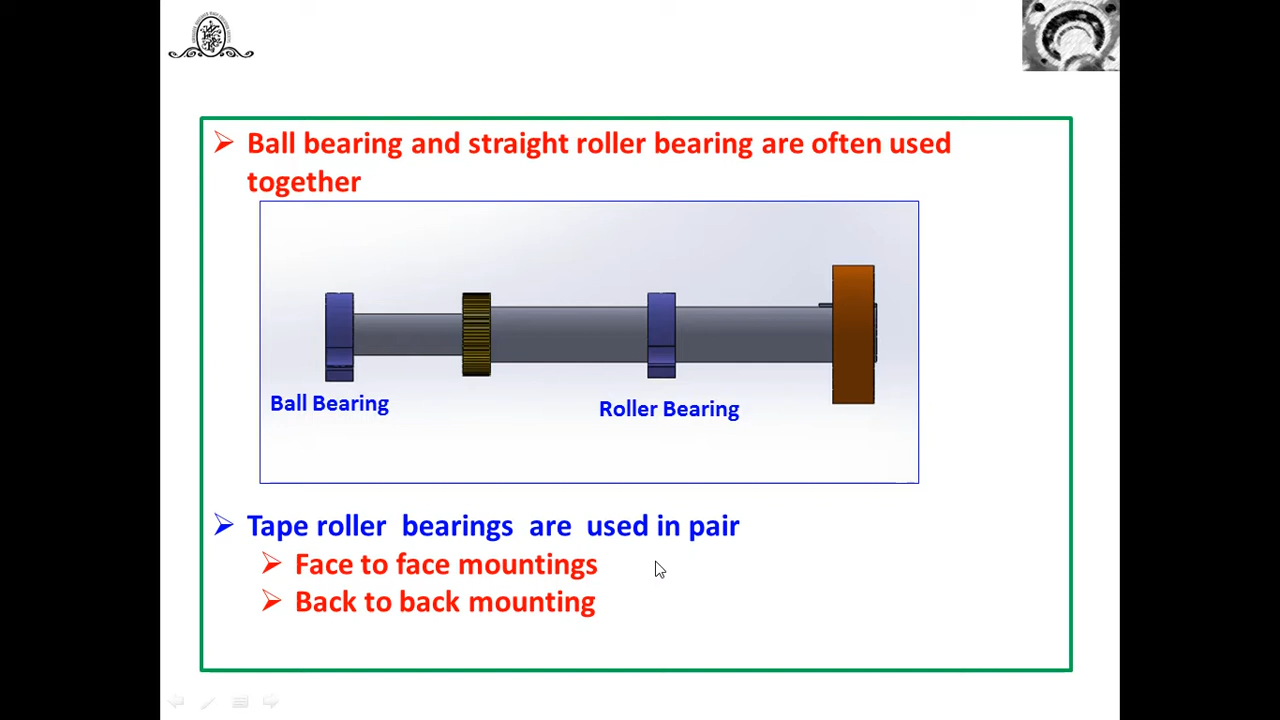 Ball bearing and straight roller bearing are often used
together
Ball Bearing
Roller Bearing
Tape roller bearings are used in pair
Face to face mountings
Back to back mounting